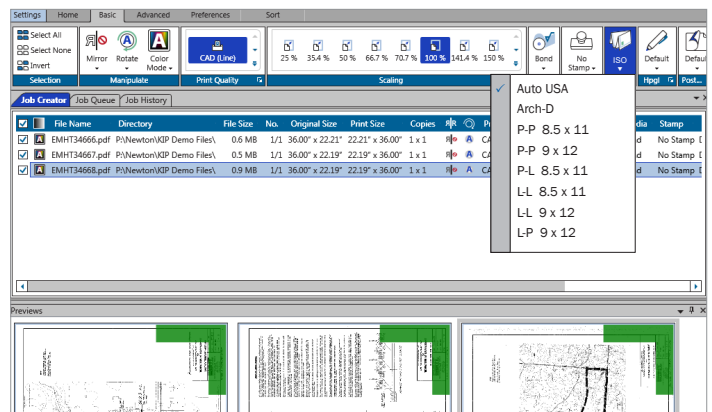 Settings Home Basic Advanced Preferences Sort
Select All
Select None
Invert
Mirror
Rotate
Color Mode
CAD (Line)
25 % 35.4 % 50 % 66.7 % 70.7 % 100 % 141.4 % 150 %
Bond
No Stamp
ISO
Default
Selection Manipulate Print Quality Scaling Hpgl Post...
Auto USA
Arch-D
P-P 8.5 x 11
P-P 9 x 12
P-L 8.5 x 11
L-L 8.5 x 11
L-L 9 x 12
L-P 9 x 12
Job Creator Job Queue Job History
File Name Directory File Size No. Original Size Print Size Copies Stamp
EMHT34666.pdf P:\Newton\KIP Demo Files\ 0.6 MB 1/1 36.00" x 22.21" 22.21" x 36.00" 1 x 1 No Stamp
EMHT34667.pdf P:\Newton\KIP Demo Files\ 0.5 MB 1/1 36.00" x 22.19" 22.19" x 36.00" 1 x 1 No Stamp
EMHT34668.pdf P:\Newton\KIP Demo Files\ 0.9 MB 1/1 36.00" x 22.19" 22.19" x 36.00" 1 x 1 No Stamp
Previews